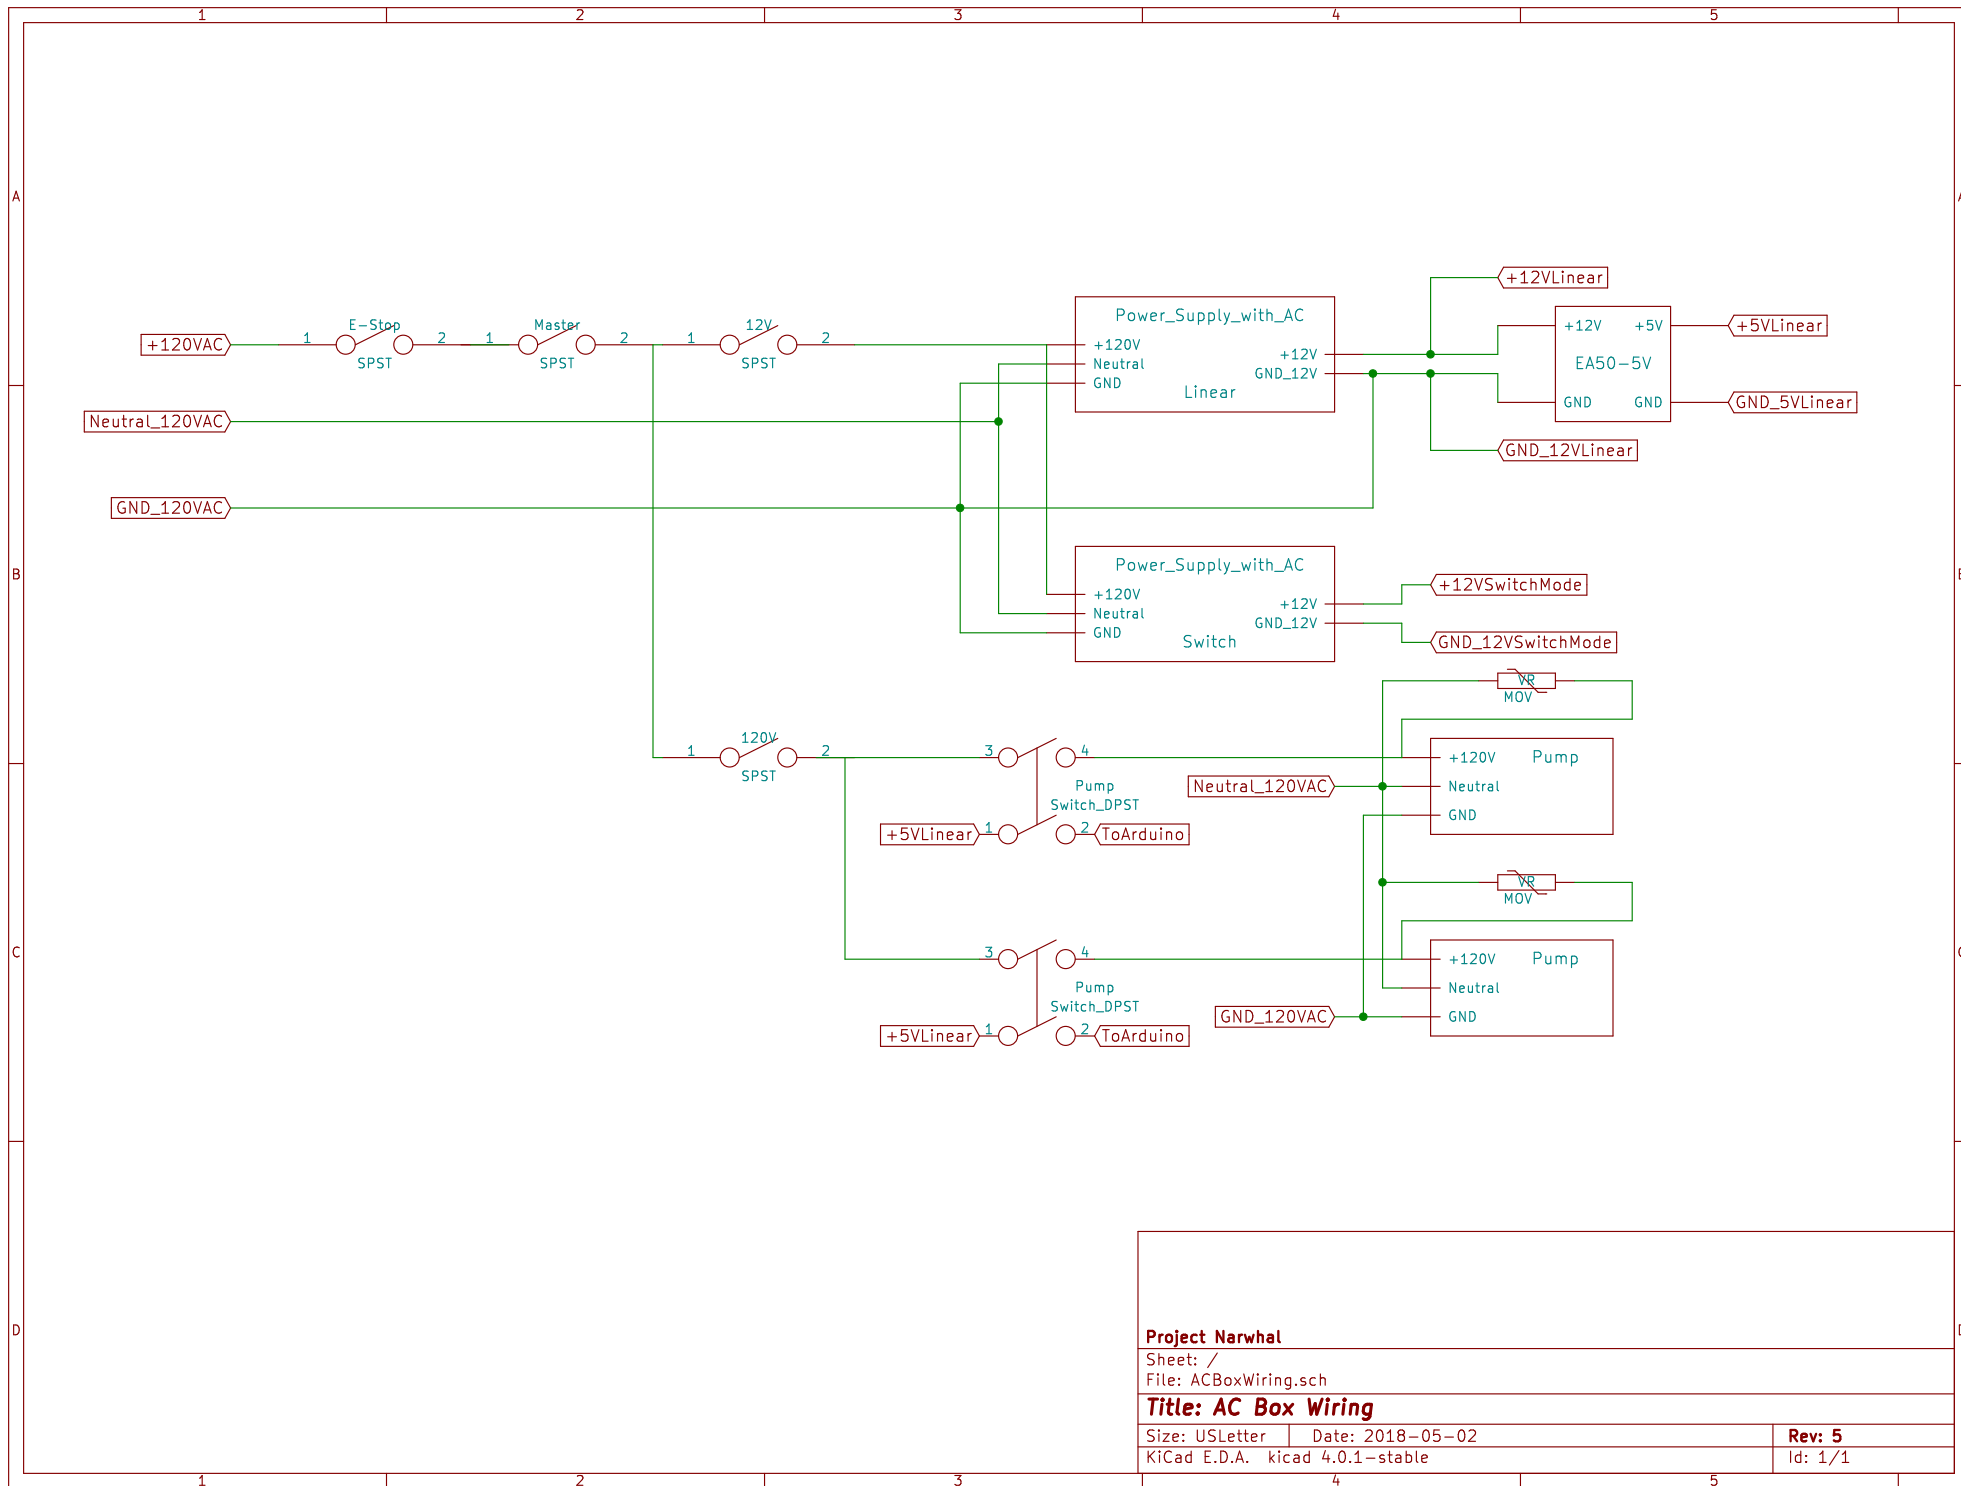 1 2 3 4 5
A
+12VLinear
E-Stop
Master
12V
Power_Supply_with_AC
+12V +5V
+5VLinear
+120VAC
1 2 1 2 1 2
+120V
+12V
SPST
SPST
SPST
Neutral
EA50-5V
GND_12V
GND
Linear
GND GND
GND_5VLinear
Neutral_120VAC
GND_12VLinear
GND_120VAC
Power_Supply_with_AC
B
+12VSwitchMode
+120V
+12V
Neutral
GND_12V
GND
Switch
GND_12VSwitchMode
VR
MOV
120V
1 2
3 4
+120V Pump
SPST
Pump
Neutral_120VAC
Neutral
Switch_DPST
GND
+5VLinear 1 2 ToArduino
VR
MOV
C
3 4
+120V Pump
Pump
Neutral
Switch_DPST
GND_120VAC
GND
+5VLinear 1 2 ToArduino
D
Project Narwhal
Sheet: /
File: ACBoxWiring.sch
Title: AC Box Wiring
Size: USLetter Date: 2018-05-02 Rev: 5
KiCad E.D.A. kicad 4.0.1-stable Id: 1/1
1 2 3 4 5